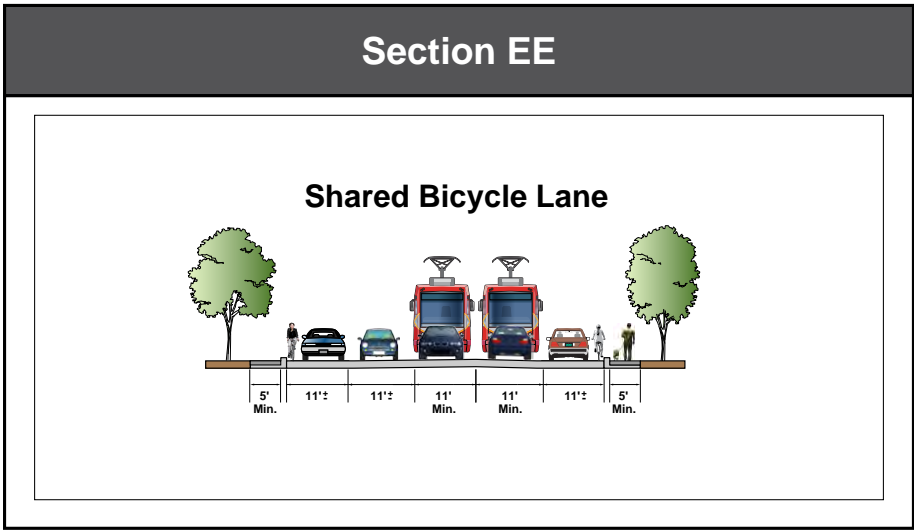 Section EE
Shared Bicycle Lane
5' 11'± 11'± 11' 11' 11'± 5'
Min. Min. Min. Min.